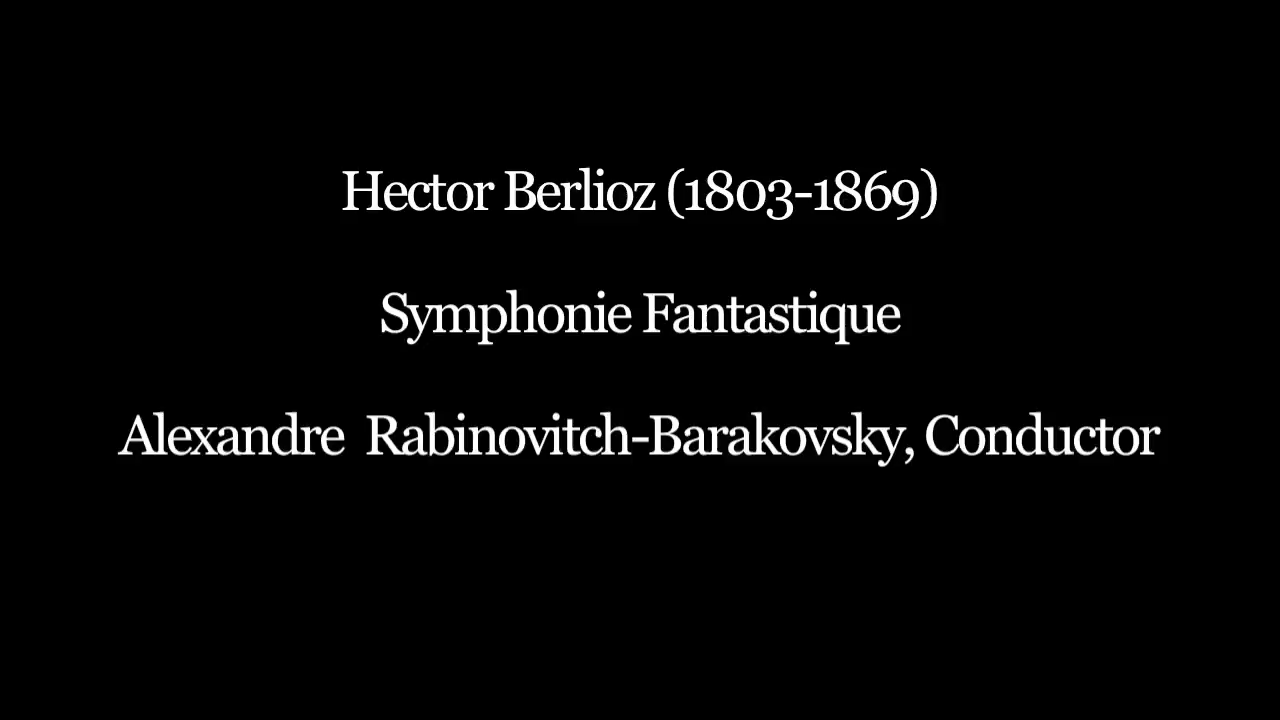 Hector Berlioz (1803-1869)
Symphonie Fantastique
Alexandre  Rabinovitch-Barakovsky, Conductor